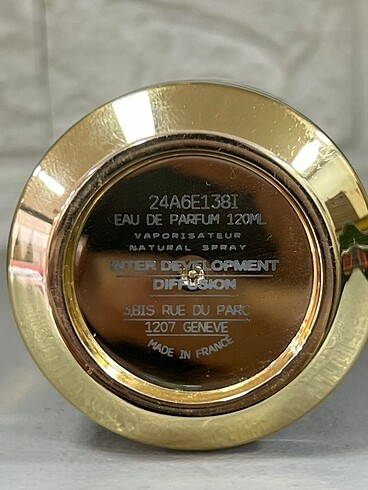 24A6E138I
EAU DE PARFUM 120ML
VAPORISATEUR
NATURAL SPRAY
INTER DEVELOPMENT
DIFFUSION
3BIS RUE DU PARC
1207 GENEVE
MADE IN FRANCE